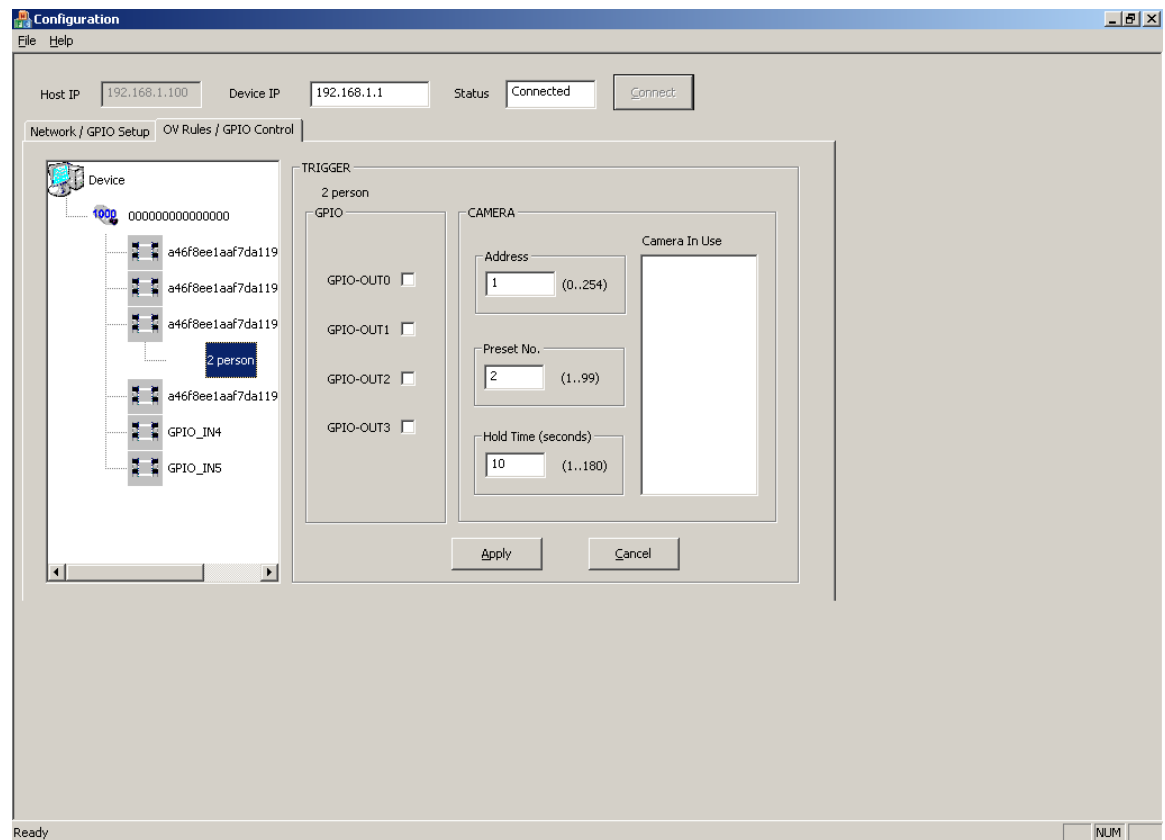 Configuration
File Help
Host IP 192.168.1.100 Device IP 192.168.1.1 Status Connected Connect
Network / GPIO Setup OV Rules / GPIO Control
Device
1000 000000000000000
a46f8ee1aaf7da119
a46f8ee1aaf7da119
a46f8ee1aaf7da119
2 person
a46f8ee1aaf7da119
GPIO_IN4
GPIO_IN5
TRIGGER
2 person
GPIO
GPIO-OUT0
GPIO-OUT1
GPIO-OUT2
GPIO-OUT3
CAMERA
Address
1 (0..254)
Preset No.
2 (1..99)
Hold Time (seconds)
10 (1..180)
Camera In Use
Apply Cancel
Ready NUM